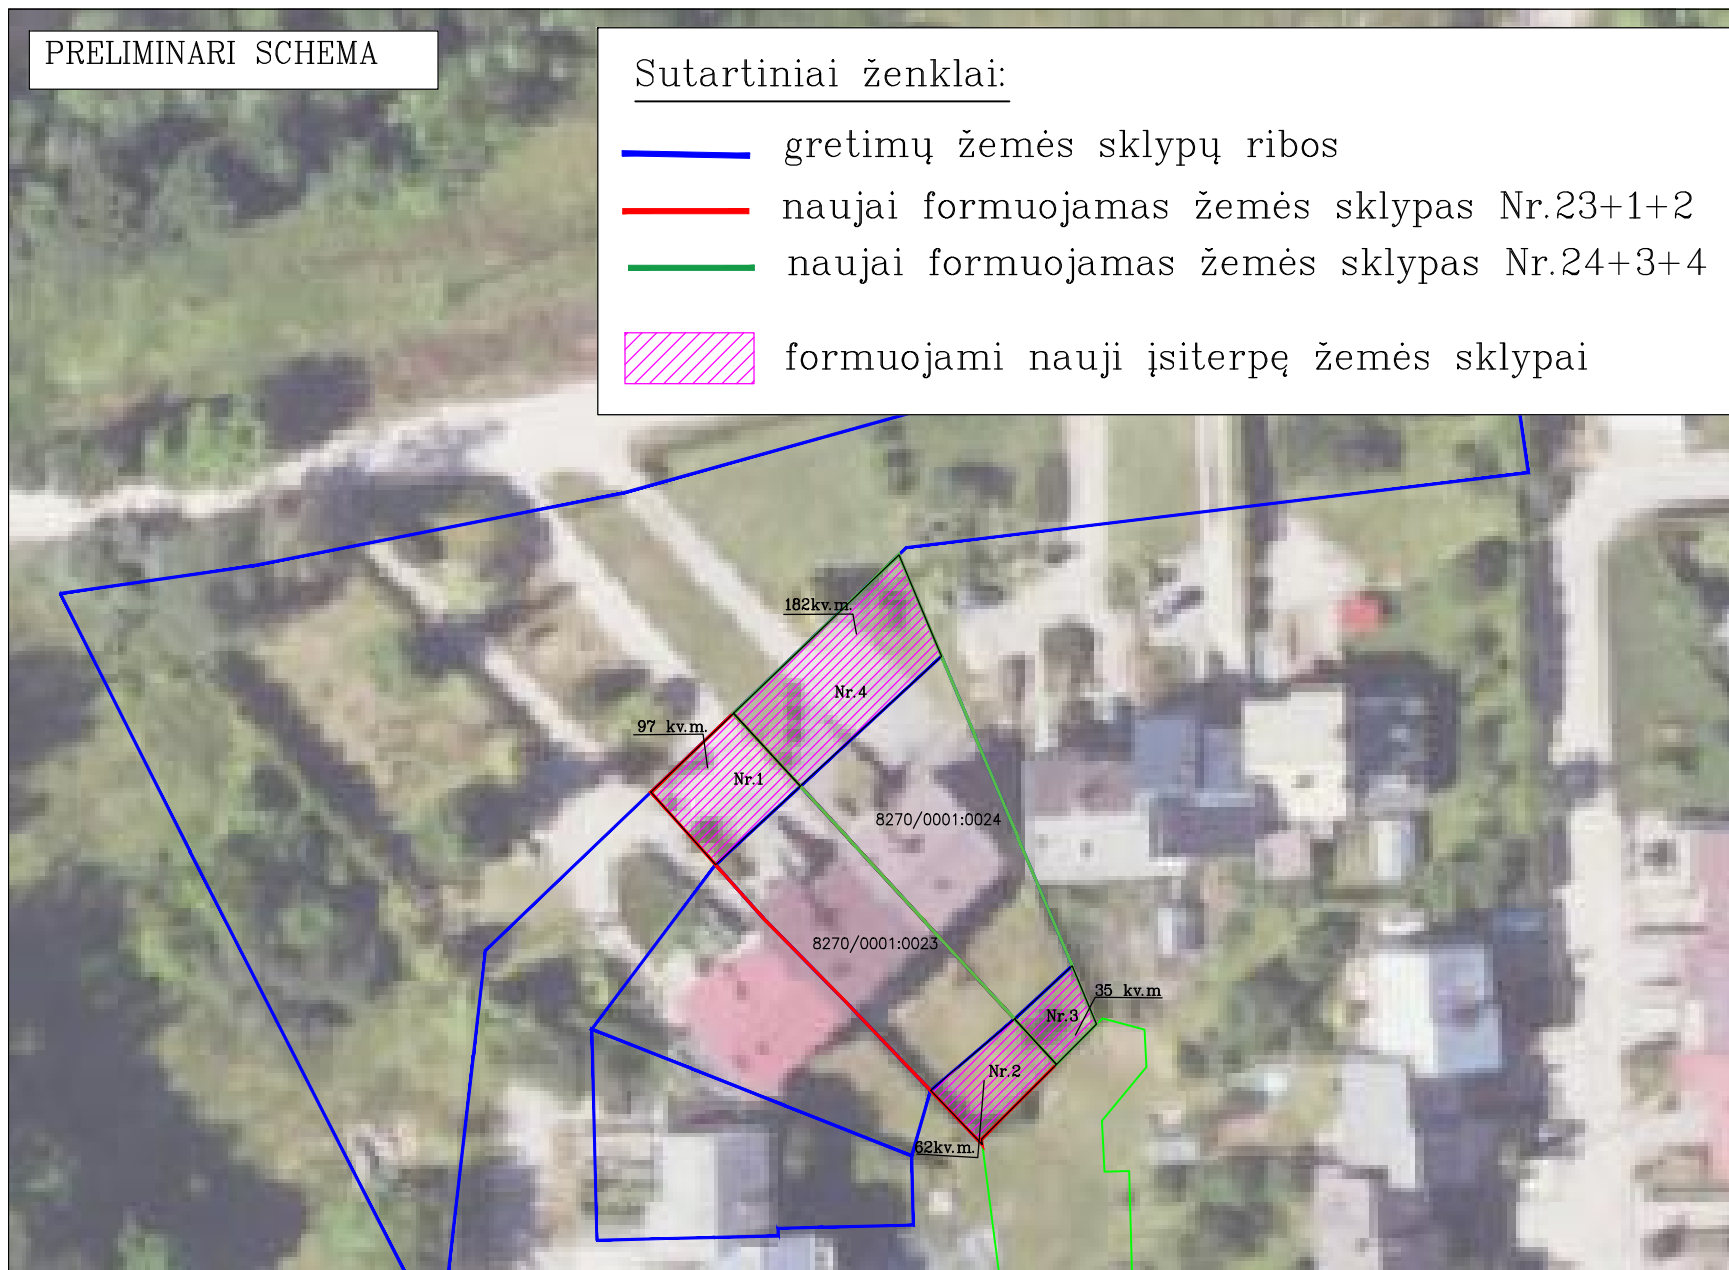 PRELIMINARI SCHEMA
Sutartiniai ženklai:
gretimų žemės sklypų ribos
naujai formuojamas žemės sklypas Nr.23+1+2
naujai formuojamas žemės sklypas Nr.24+3+4
formuojami nauji įsiterpę žemės sklypai
182kv.m.
Nr.4
97 kv.m.
Nr.1
8270/0001:0024
8270/0001:0023
35 kv.m
Nr.3
Nr.2
62kv.m.